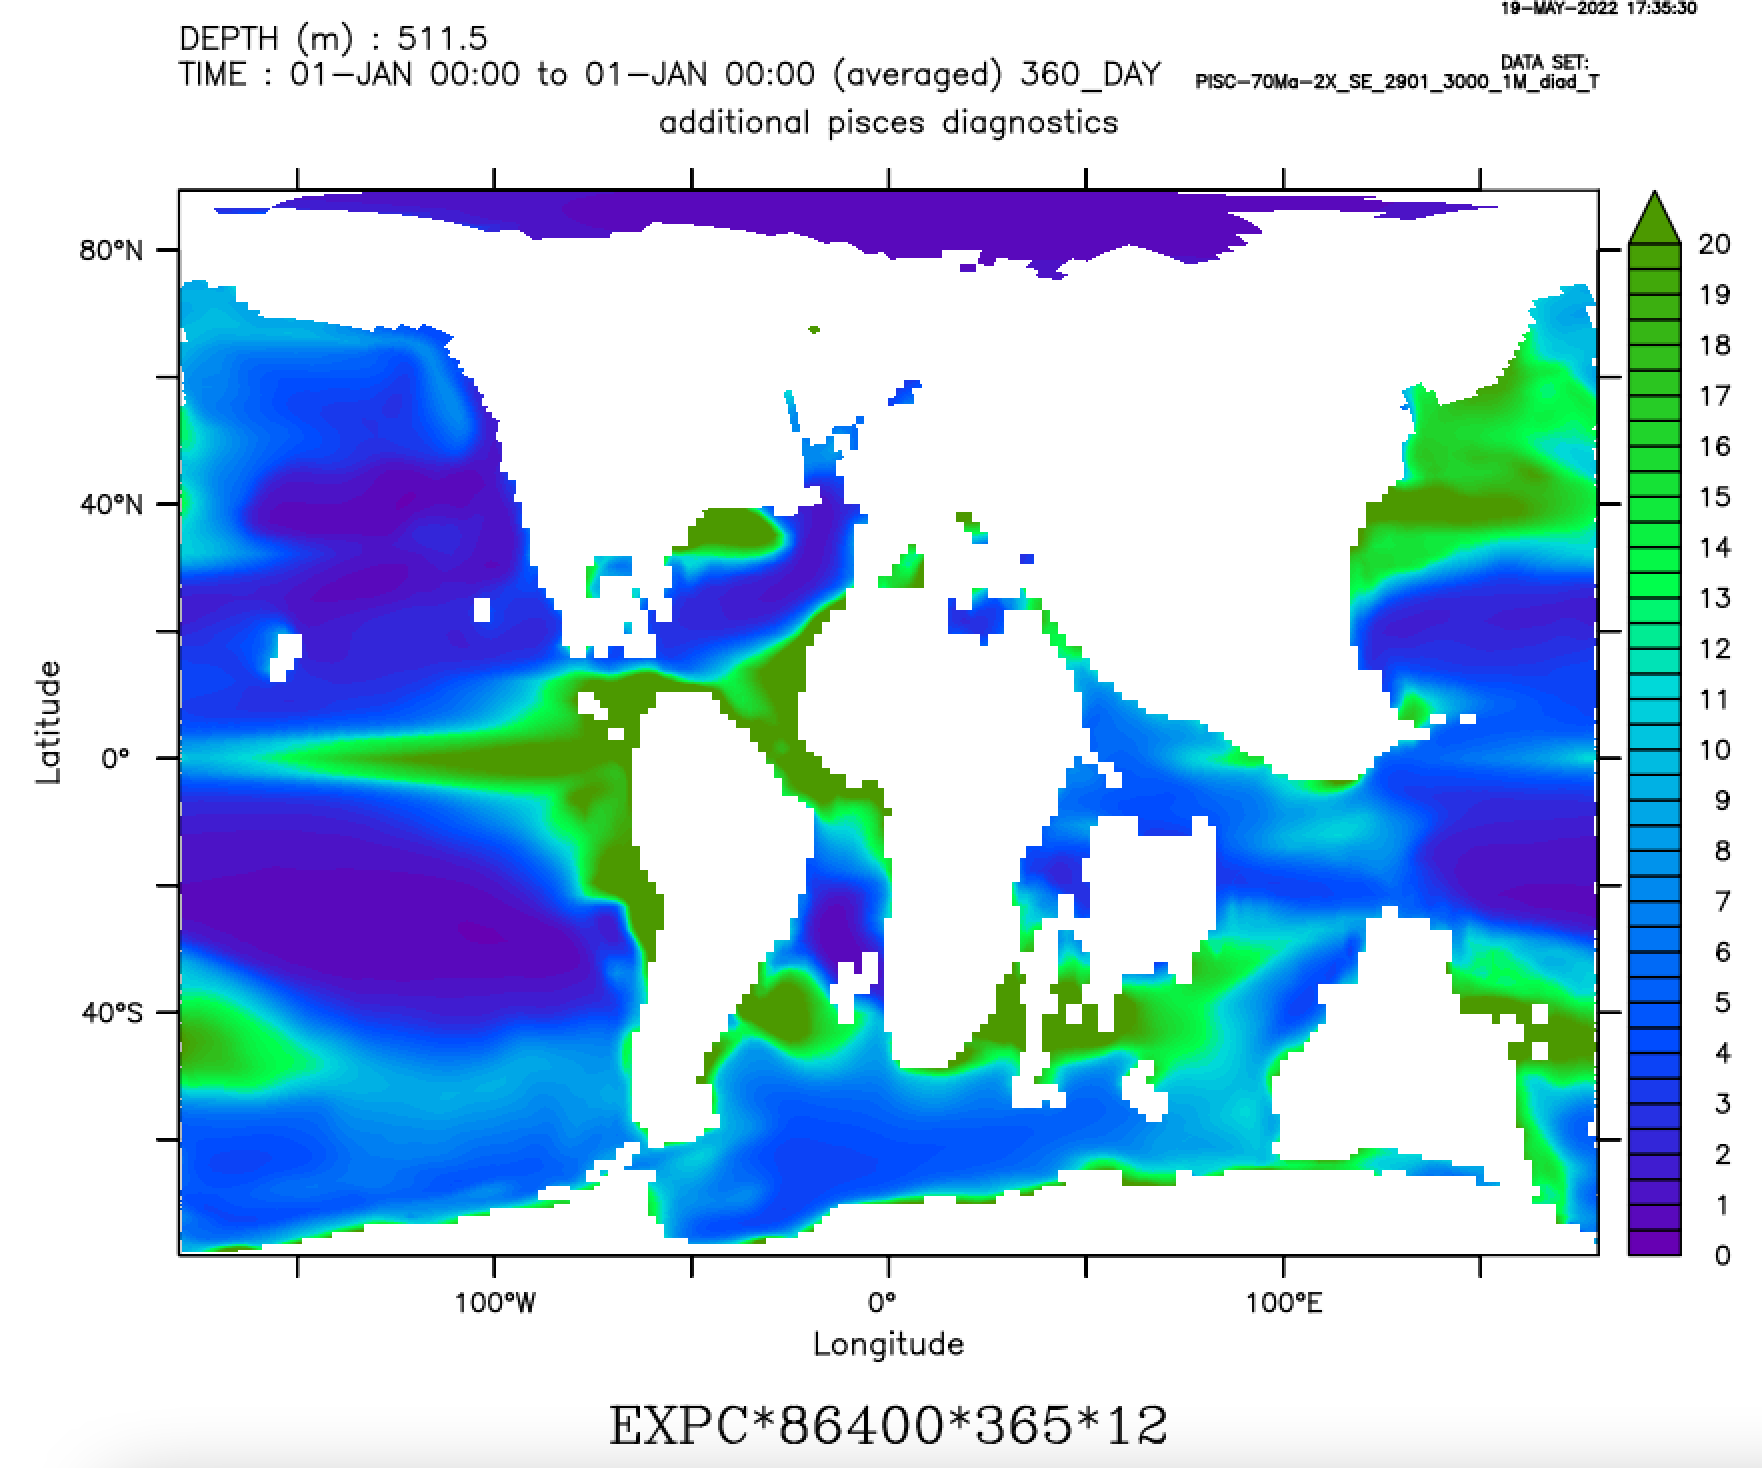 19-MAY-2022 17:35:30
DEPTH (m) : 511.5
TIME : 01-JAN 00:00 to 01-JAN 00:00 (averaged) 360_DAY
DATA SET:
PISC-70Ma-2X_SE_2901_3000_1M_diad_T
additional pisces diagnostics
80°N
40°N
0°
40°S
Latitude
100°W
0°
100°E
Longitude
20
19
18
17
16
15
14
13
12
11
10
9
8
7
6
5
4
3
2
1
0
EXPC*86400*365*12